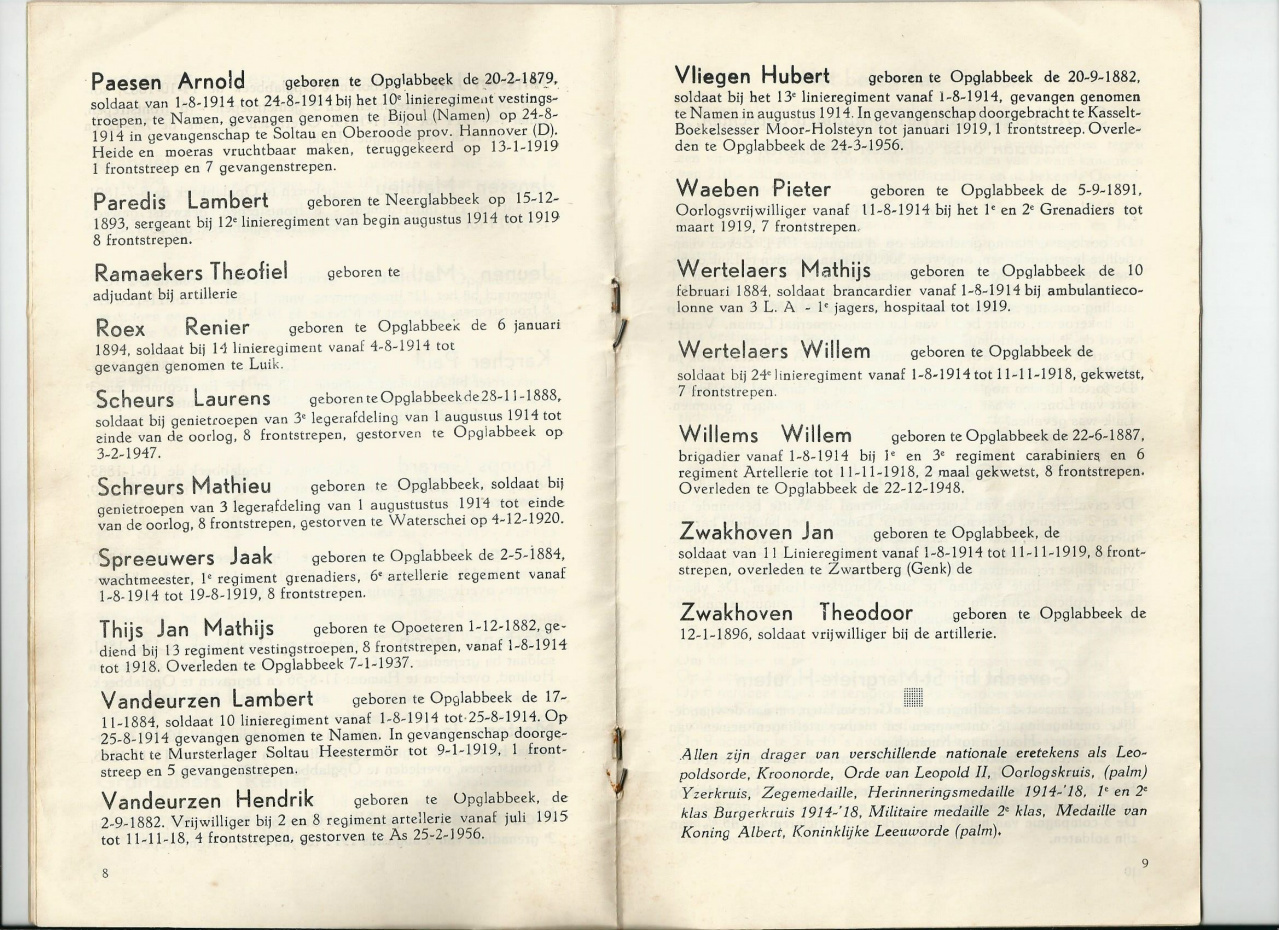 Paesen Arnold geboren te Opglabbeek de 20-2-1879,
soldaat van 1-8-1914 tot 24-8-1914 bij het 10e linieregiment vestings-
troepen, te Namen, gevangen genomen te Bijoul (Namen) op 24-8-
1914 in gevangenschap te Soltau en Oberoode prov. Hannover (D).
Heide en moeras vruchtbaar maken, teruggekeerd op 13-1-1919
1 frontstreep en 7 gevangenstrepen.
Paredis Lambert geboren te Neerglabbeek op 15-12-
1893, sergeant bij 12e linieregiment van begin augustus 1914 tot 1919
8 frontstrepen.
Ramaekers Theofiel geboren te
adjudant bij artillerie
Roex Renier geboren te Opglabbeek de 6 januari
1894, soldaat bij 14 linieregiment vanaf 4-8-1914 tot
gevangen genomen te Luik.
Scheurs Laurens geboren te Opglabbeek de 28-11-1888,
soldaat bij genietroepen van 3e legerafdeling van 1 augustus 1914 tot
einde van de oorlog, 8 frontstrepen, gestorven te Opglabbeek op
3-2-1947.
Schreurs Mathieu geboren te Opglabbeek, soldaat bij
genietroepen van 3 legerafdeling van 1 augustustus 1914 tot einde
van de oorlog, 8 frontstrepen, gestorven te Waterschei op 4-12-1920.
Spreeuwers Jaak geboren te Opglabbeek de 2-5-1884,
wachtmeester, 1e regiment grenadiers, 6e artellerie regement vanaf
1-8-1914 tot 19-8-1919, 8 frontstrepen.
Thijs Jan Mathijs geboren te Opoeteren 1-12-1882, ge-
diend bij 13 regiment vestingstroepen, 8 frontstrepen, vanaf 1-8-1914
tot 1918. Overleden te Opglabbeek 7-1-1937.
Vandeurzen Lambert geboren te Opglabbeek de 17-
11-1884, soldaat 10 linieregiment vanaf 1-8-1914 tot 25-8-1914. Op
25-8-1914 gevangen genomen te Namen. In gevangenschap doorge-
bracht te Mursterlager Soltau Heestermör tot 9-1-1919, 1 front-
streep en 5 gevangenstrepen.
Vandeurzen Hendrik geboren te Opglabbeek, de
2-9-1882. Vrijwilliger bij 2 en 8 regiment artellerie vanaf juli 1915
tot 11-11-18, 4 frontstrepen, gestorven te As 25-2-1956.
8
Vliegen Hubert geboren te Opglabbeek de 20-9-1882,
soldaat bij het 13e linieregiment vanaf 1-8-1914, gevangen genomen
te Namen in augustus 1914. In gevangenschap doorgebracht te Kasselt-
Boekelsesser Moor-Holsteyn tot januari 1919, 1 frontstreep. Overle-
den te Opglabbeek de 24-3-1956.
Waeben Pieter geboren te Opglabbeek de 5-9-1891,
Oorlogsvrijwilliger vanaf 11-8-1914 bij het 1e en 2e Grenadiers tot
maart 1919, 7 frontstrepen.
Wertelaers Mathijs geboren te Opglabbeek de 10
februari 1884, soldaat brancardier vanaf 1-8-1914 bij ambulantieco-
lonne van 3 L. A - 1e jagers, hospitaal tot 1919.
Wertelaers Willem geboren te Opglabbeek de
soldaat bij 24e linieregiment vanaf 1-8-1914 tot 11-11-1918, gekwetst,
7 frontstrepen.
Willems Willem geboren te Opglabbeek de 22-6-1887,
brigadier vanaf 1-8-1914 bij 1e en 3e regiment carabiniers en 6
regiment Artellerie tot 11-11-1918, 2 maal gekwetst, 8 frontstrepen.
Overleden te Opglabbeek de 22-12-1948.
Zwakhoven Jan geboren te Opglabbeek, de
soldaat van 11 Linieregiment vanaf 1-8-1914 tot 11-11-1919, 8 front-
strepen, overleden te Zwartberg (Genk) de
Zwakhoven Theodoor geboren te Opglabbeek de
12-1-1896, soldaat vrijwilliger bij de artillerie.
Allen zijn drager van verschillende nationale eretekens als Leo-
poldsorde, Kroonorde, Orde van Leopold II, Oorlogskruis, (palm)
Yzerkruis, Zegemedaille, Herinneringsmedaille 1914-'18, 1e en 2e
klas Burgerkruis 1914-'18, Militaire medaille 2e klas, Medaille van
Koning Albert, Koninklijke Leeuworde (palm).
9